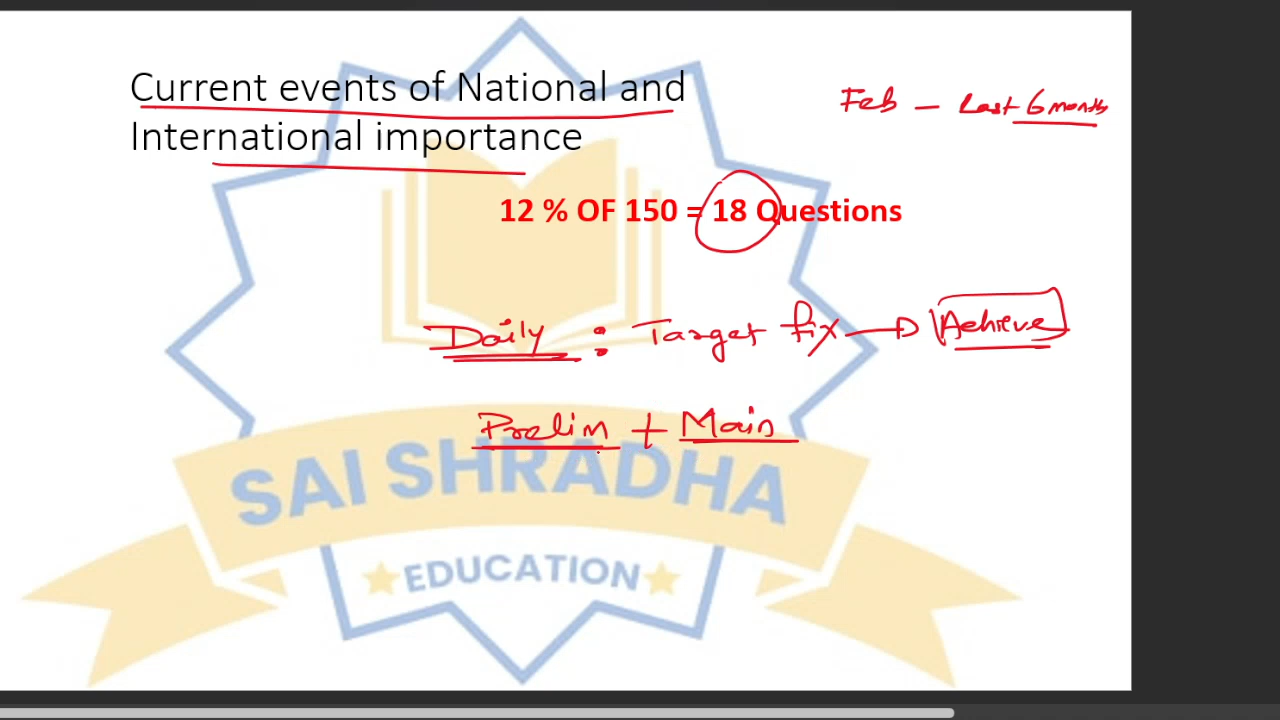 Current events of National and
International importance
Feb - Last 6 month
12 % OF 150 = 18 Questions
Daily : Target fix → Achieve
Prelim + Main
SAI SHRADHA
EDUCATION